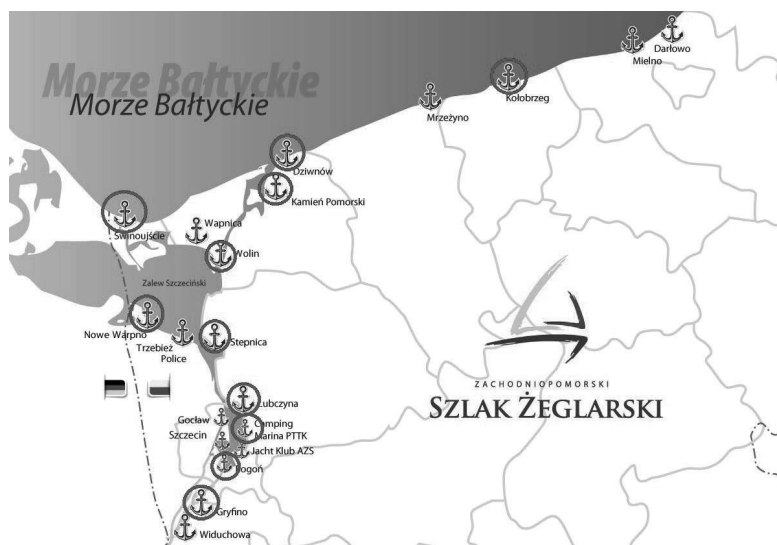 Morze Bałtyckie
Morze Bałtyckie
Darłowo
Mielno
Kołobrzeg
Mrzeżyno
Dziwnów
Kamień Pomorski
Świnoujście
Wapnica
Wolin
Zalew Szczeciński
Nowe Warpno
Trzebież
Police
Stepnica
ZACHODNIOPOMORSKI
SZLAK ŻEGLARSKI
Lubczyna
Gocław
Camping
Marina PTTK
Szczecin
Jacht Klub AZS
Pogoń
Gryfino
Widuchowa